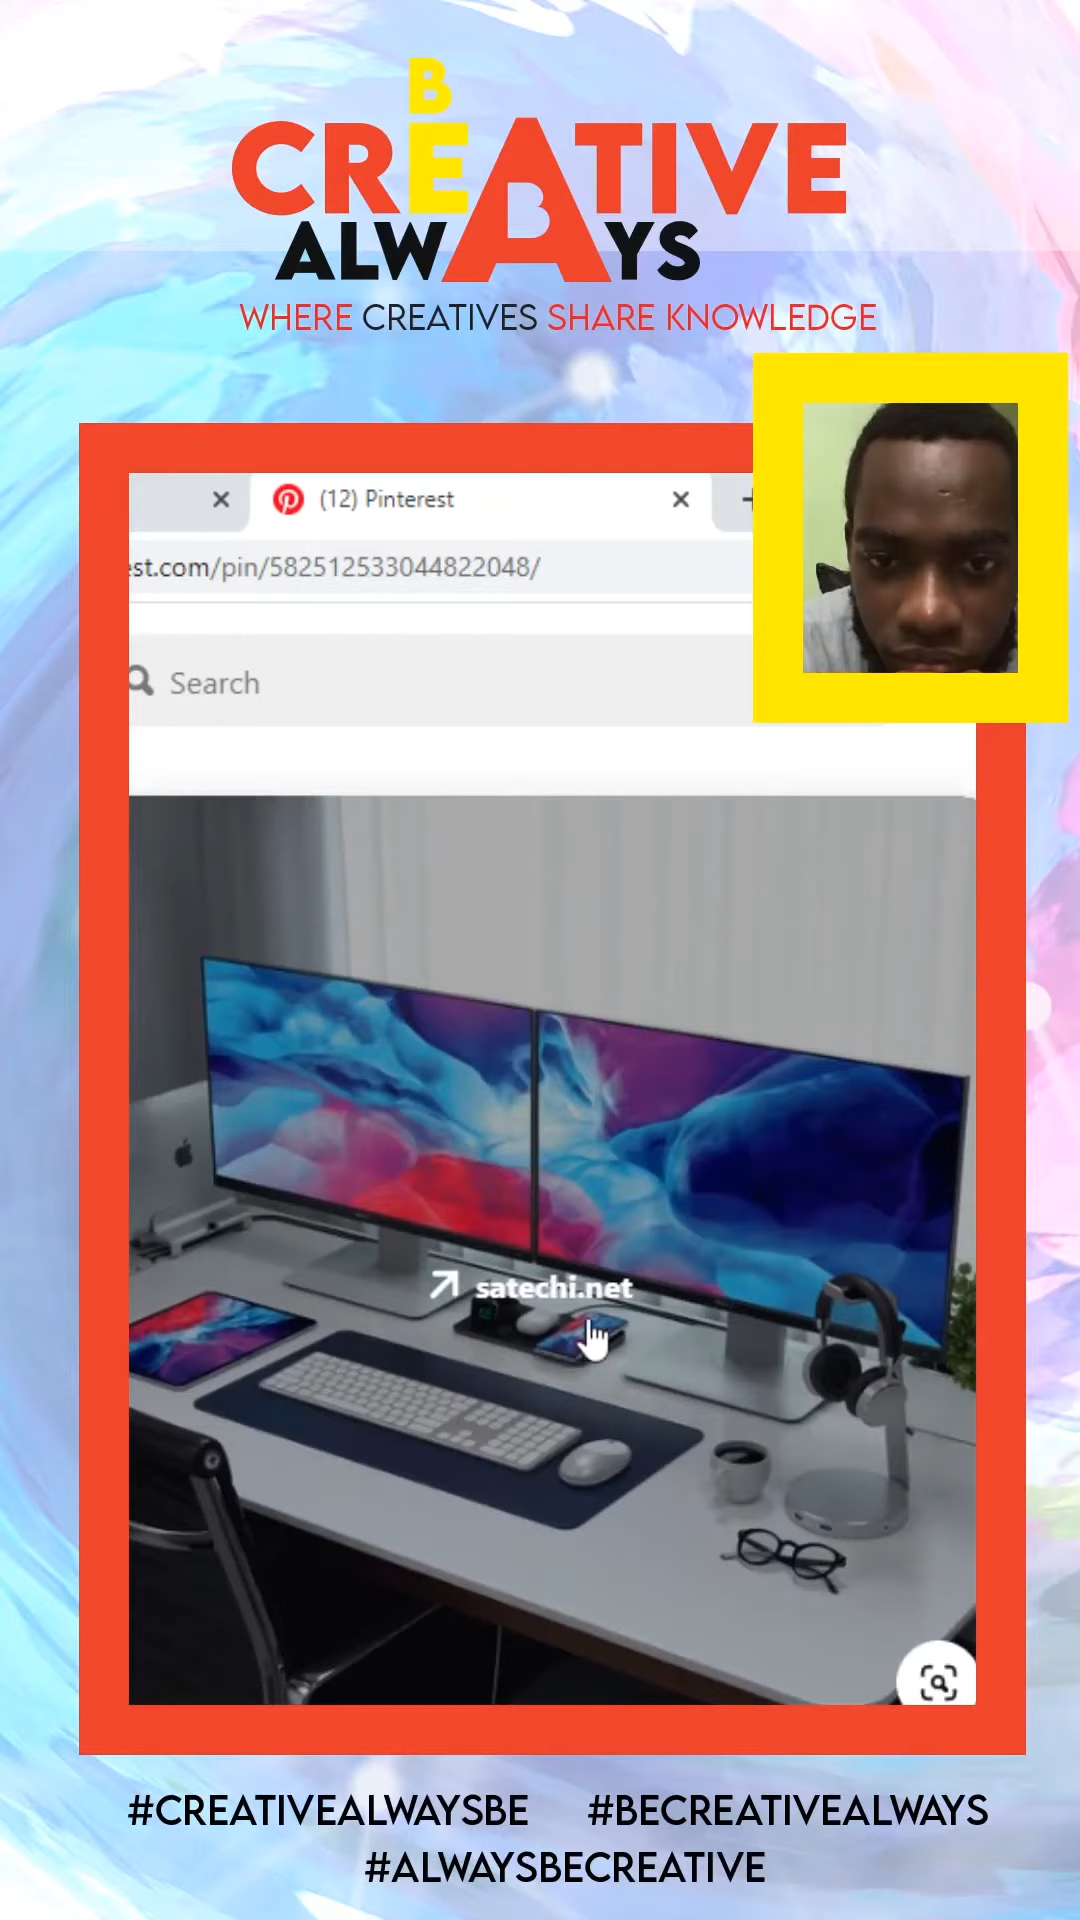 B
CREATIVE
ALWAYS
B
WHERE CREATIVES SHARE KNOWLEDGE
(12) Pinterest
est.com/pin/582512533044822048/
Search
satechi.net
#CREATIVEALWAYSBE #BECREATIVEALWAYS
#ALWAYSBECREATIVE